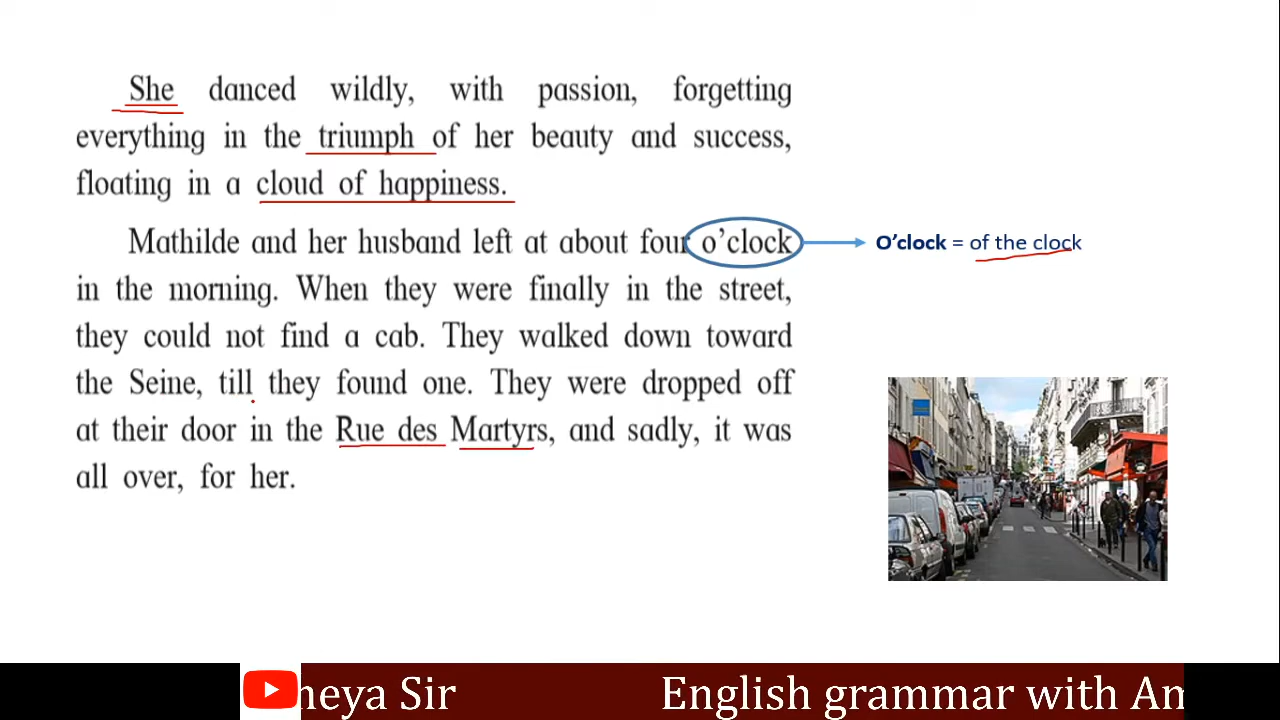 She danced wildly, with passion, forgetting
everything in the triumph of her beauty and success,
floating in a cloud of happiness.
Mathilde and her husband left at about four o’clock
in the morning. When they were finally in the street,
they could not find a cab. They walked down toward
the Seine, till they found one. They were dropped off
at their door in the Rue des Martyrs, and sadly, it was
all over, for her.
O’clock = of the clock
heya Sir English grammar with Am